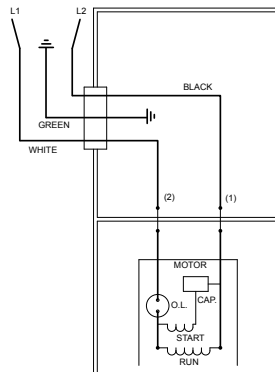 L1 L2
BLACK
GREEN
WHITE
(2) (1)
MOTOR
O.L. CAP.
START
RUN